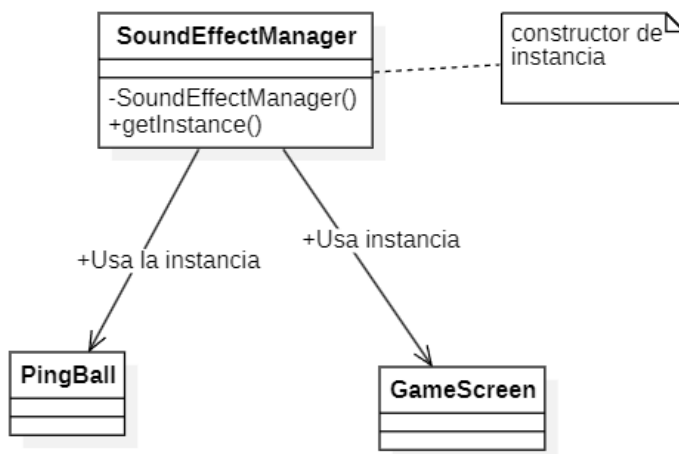 SoundEffectManager
-SoundEffectManager()
+getInstance()
constructor de
instancia
+Usa la instancia
+Usa instancia
PingBall
GameScreen